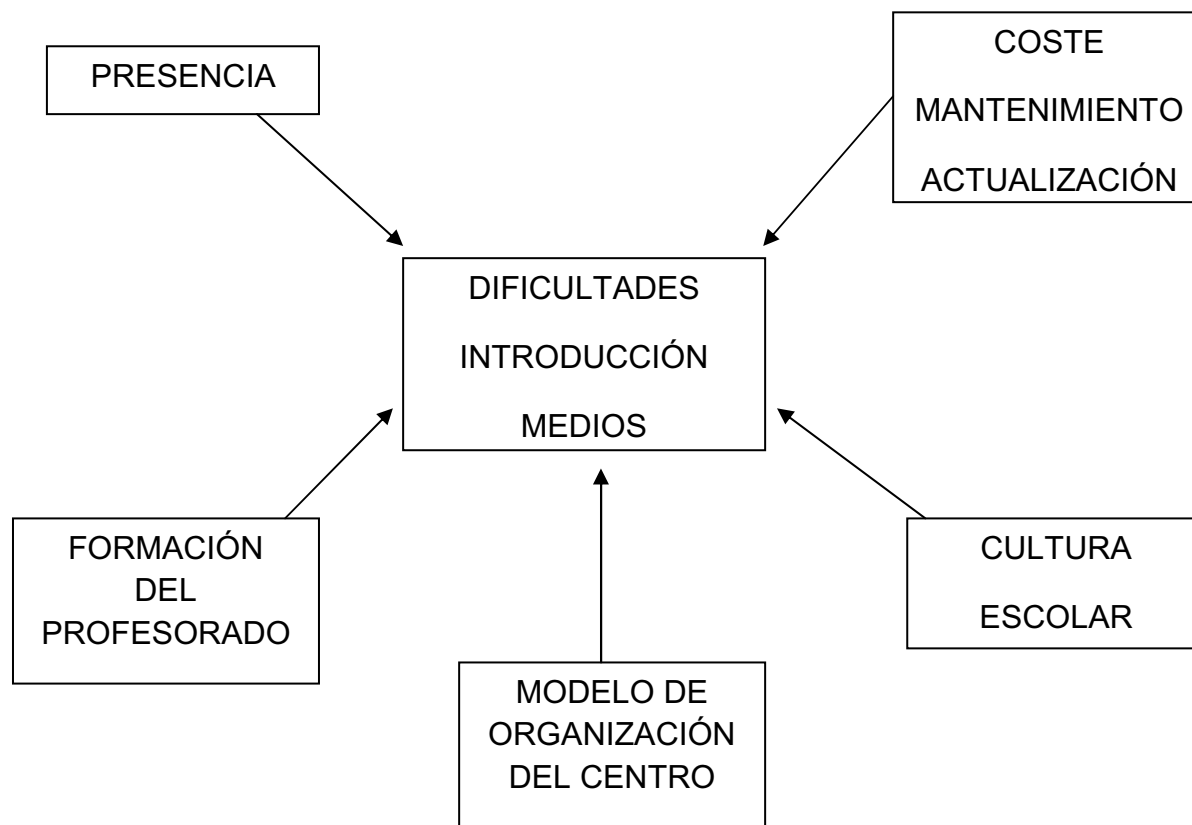 PRESENCIA
COSTE
MANTENIMIENTO
ACTUALIZACIÓN
DIFICULTADES
INTRODUCCIÓN
MEDIOS
FORMACIÓN
DEL
PROFESORADO
CULTURA
ESCOLAR
MODELO DE
ORGANIZACIÓN
DEL CENTRO